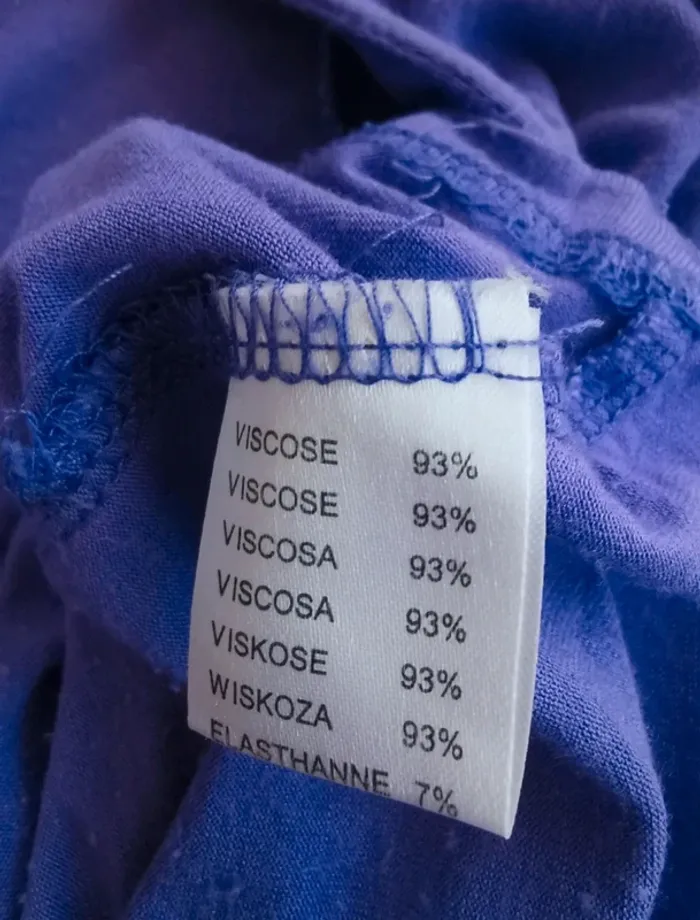 VISCOSE 93%
VISCOSE 93%
VISCOSA 93%
VISCOSA 93%
VISKOSE 93%
WISKOZA 93%
ELASTHANNE 7%